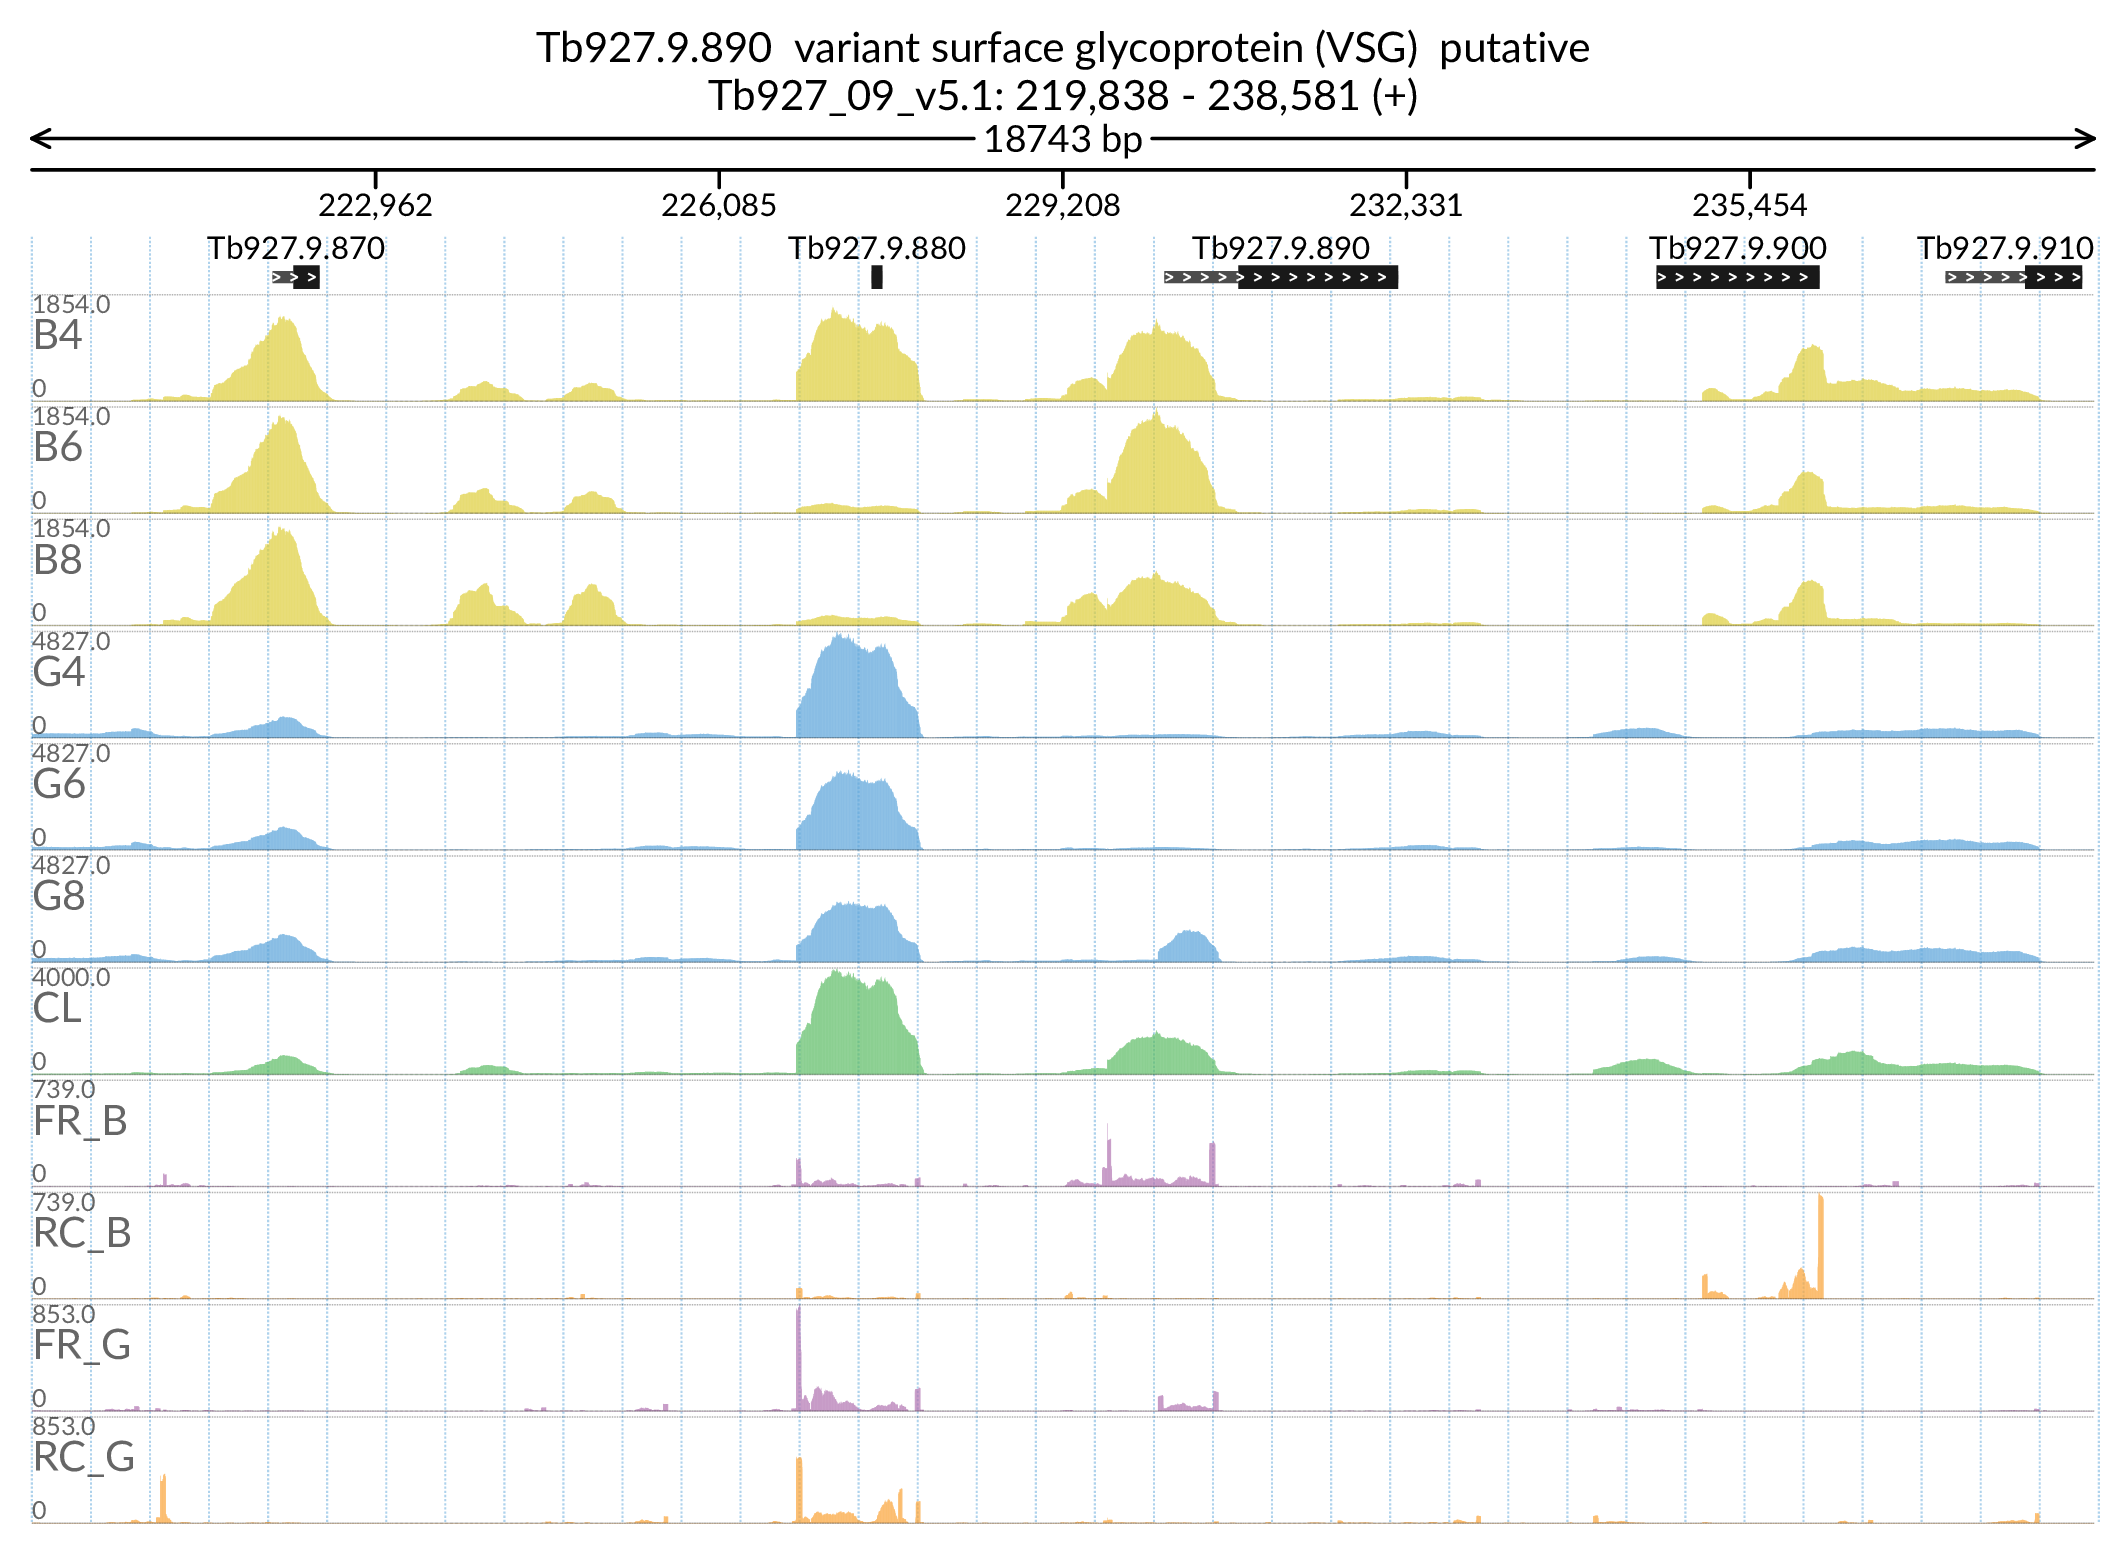 Tb927.9.890  variant surface glycoprotein (VSG)  putative
Tb927_09_v5.1: 219,838 - 238,581 (+)
18743 bp
222,962 226,085 229,208 232,331 235,454
Tb927.9.870 Tb927.9.880 Tb927.9.890 Tb927.9.900 Tb927.9.910
1854.0
B4
0
1854.0
B6
0
1854.0
B8
0
4827.0
G4
0
4827.0
G6
0
4827.0
G8
0
4000.0
CL
0
739.0
FR_B
0
739.0
RC_B
0
853.0
FR_G
0
853.0
RC_G
0